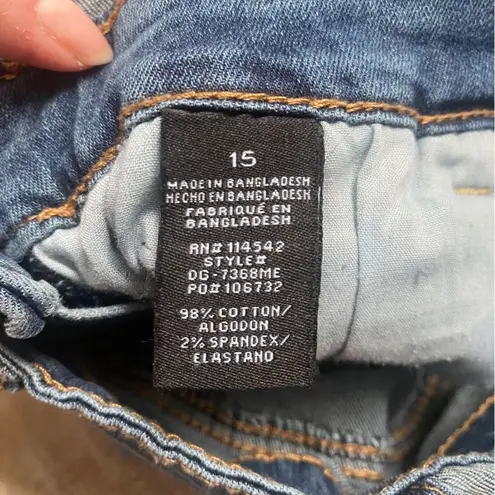 15
MADE IN BANGLADESH
HECHO EN BANGLADESH
FABRIQUÉ EN
BANGLADESH
RN# 114542
STYLE#
DG-7368ME
PO# 106732
98% COTTON/
ALGODON
2% SPANDEX/
ELASTANO